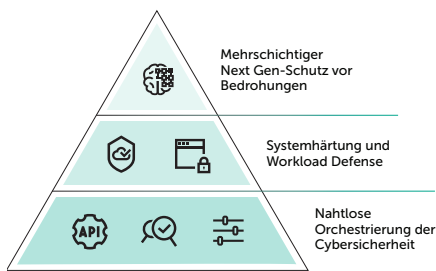 Mehrschichtiger
Next Gen-Schutz vor
Bedrohungen
Systemhärtung und
Workload Defense
API
Nahtlose
Orchestrierung der
Cybersicherheit